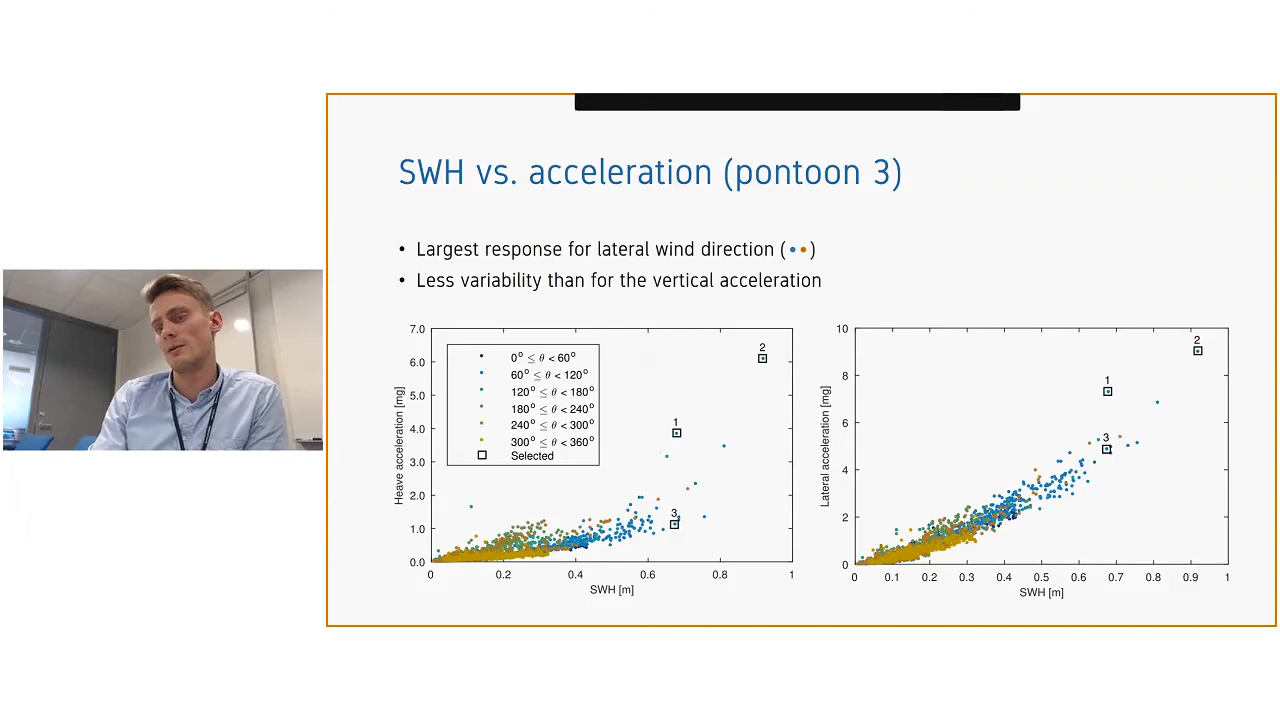 SWH vs. acceleration (pontoon 3)
• Largest response for lateral wind direction (••)
• Less variability than for the vertical acceleration
7.0
6.0
5.0
4.0
3.0
2.0
1.0
0.0
Heave acceleration [mg]
0° ≤ θ < 60°
60° ≤ θ < 120°
120° ≤ θ < 180°
180° ≤ θ < 240°
240° ≤ θ < 300°
300° ≤ θ < 360°
Selected
2
1
3
0 0.2 0.4 0.6 0.8 1
SWH [m]
10
8
6
4
2
0
Lateral acceleration [mg]
2
1
3
0 0.1 0.2 0.3 0.4 0.5 0.6 0.7 0.8 0.9 1
SWH [m]